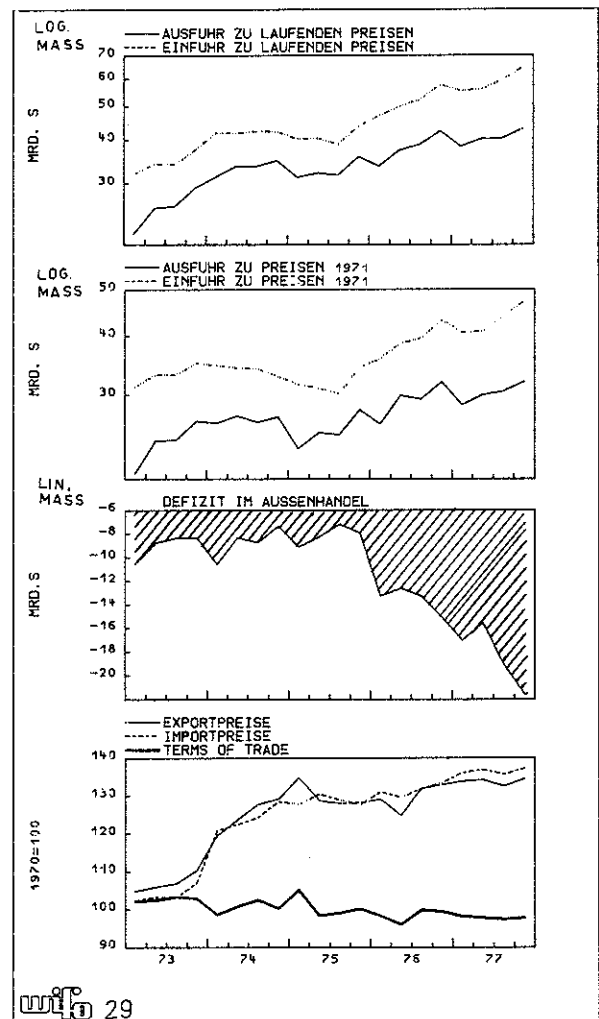 LOG.
MASS
AUSFUHR ZU LAUFENDEN PREISEN
EINFUHR ZU LAUFENDEN PREISEN
70
60
50
40
30
MRD. S
LOG.
MASS
AUSFUHR ZU PREISEN 1971
EINFUHR ZU PREISEN 1971
50
40
30
MRD. S
LIN.
MASS
DEFIZIT IM AUSSENHANDEL
-6
-8
-10
-12
-14
-16
-18
-20
MRD. S
EXPORTPREISE
IMPORTPREISE
TERMS OF TRADE
140
130
120
110
100
90
1970=100
73 74 75 76 77
wifo 29